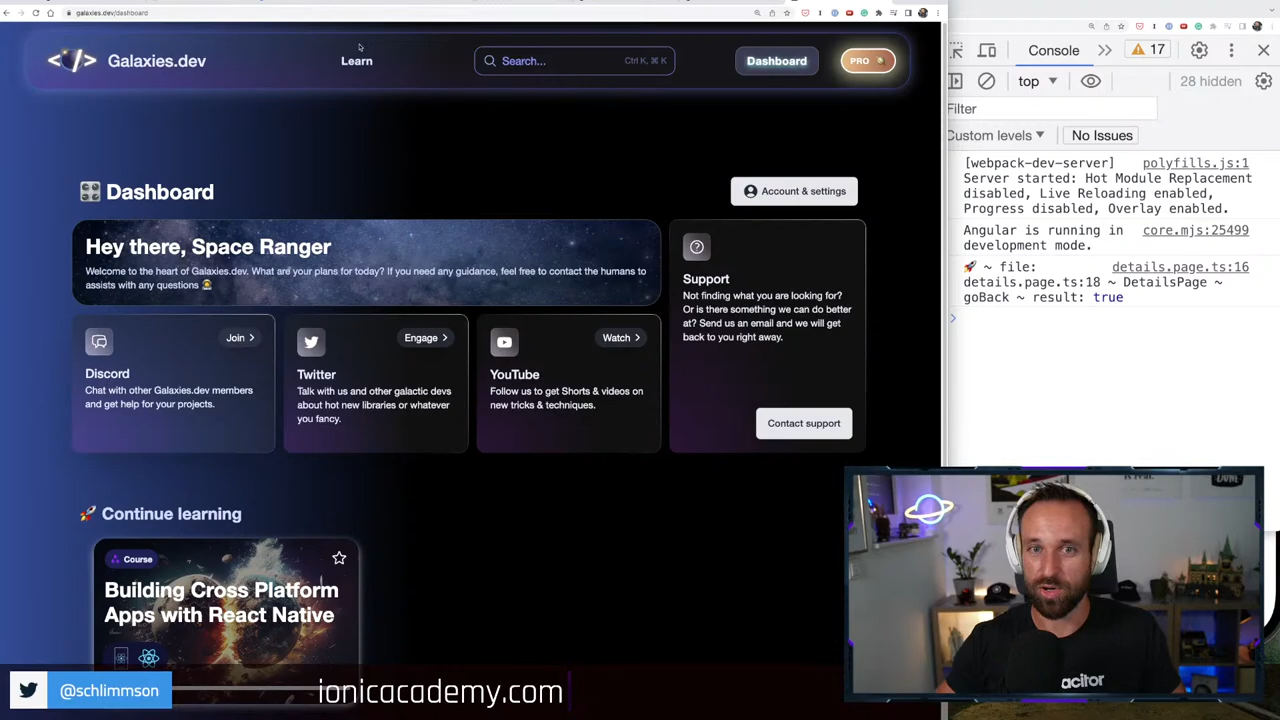 galaxies.dev/dashboard
Galaxies.dev
Learn
Search...
Ctrl K, ⌘ K
Dashboard
PRO
Console
17
top
28 hidden
Filter
Custom levels
No Issues
[webpack-dev-server] polyfills.js:1
Server started: Hot Module Replacement
disabled, Live Reloading enabled,
Progress disabled, Overlay enabled.
Angular is running in core.mjs:25499
development mode.
🚀 ~ file: details.page.ts:16
details.page.ts:18 ~ DetailsPage ~
goBack ~ result: true
Dashboard
Account & settings
Hey there, Space Ranger
Welcome to the heart of Galaxies.dev. What are your plans for today? If you need any guidance, feel free to contact the humans to
assists with any questions
Support
Not finding what you are looking for?
Or is there something we can do better
at? Send us an email and we will get
back to you right away.
Contact support
Join
Discord
Chat with other Galaxies.dev members
and get help for your projects.
Engage
Twitter
Talk with us and other galactic devs
about hot new libraries or whatever
you fancy.
Watch
YouTube
Follow us to get Shorts & videos on
new tricks & techniques.
🚀 Continue learning
Course
Building Cross Platform
Apps with React Native
@schlimmson
ionicacademy.com
acitor